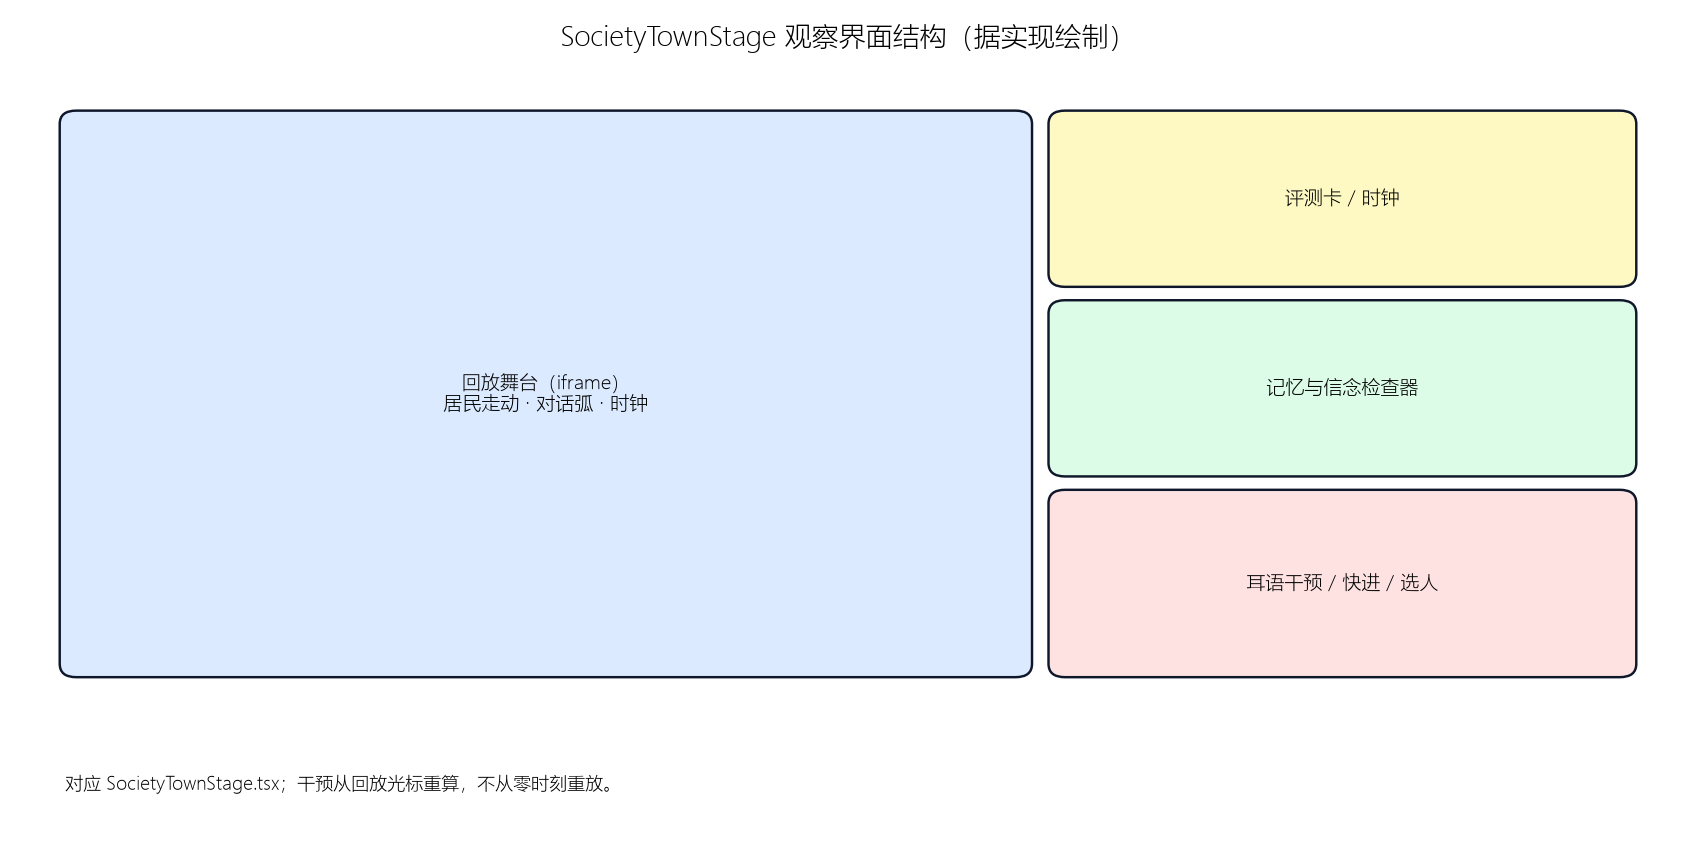 SocietyTownStage 观察界面结构（据实现绘制）
回放舞台（iframe）
居民走动 · 对话弧 · 时钟
评测卡 / 时钟
记忆与信念检查器
耳语干预 / 快进 / 选人
对应 SocietyTownStage.tsx；干预从回放光标重算，不从零时刻重放。